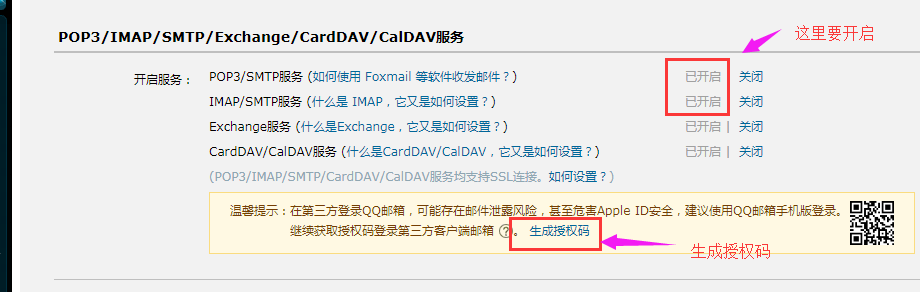 这里要开启
POP3/IMAP/SMTP/Exchange/CardDAV/CalDAV服务
开启服务： POP3/SMTP服务 (如何使用 Foxmail 等软件收发邮件？) 已开启 关闭
IMAP/SMTP服务 (什么是 IMAP，它又是如何设置？) 已开启 关闭
Exchange服务 (什么是Exchange，它又是如何设置？) 已开启 | 关闭
CardDAV/CalDAV服务 (什么是CardDAV/CalDAV，它又是如何设置？) 已开启 | 关闭
(POP3/IMAP/SMTP/CardDAV/CalDAV服务均支持SSL连接。如何设置？)
温馨提示：在第三方登录QQ邮箱，可能存在邮件泄露风险，甚至危害Apple ID安全，建议使用QQ邮箱手机版登录。
继续获取授权码登录第三方客户端邮箱 ?。 生成授权码
生成授权码